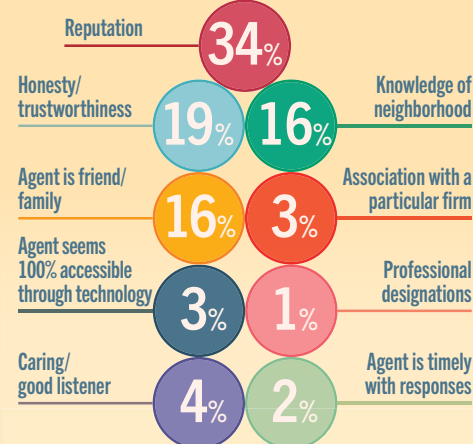 Reputation
34%
Honesty/
trustworthiness
19%
16%
Knowledge of
neighborhood
Agent is friend/
family
16%
3%
Association with a
particular firm
Agent seems
100% accessible
through technology
3%
1%
Professional
designations
Caring/
good listener
4%
2%
Agent is timely
with responses